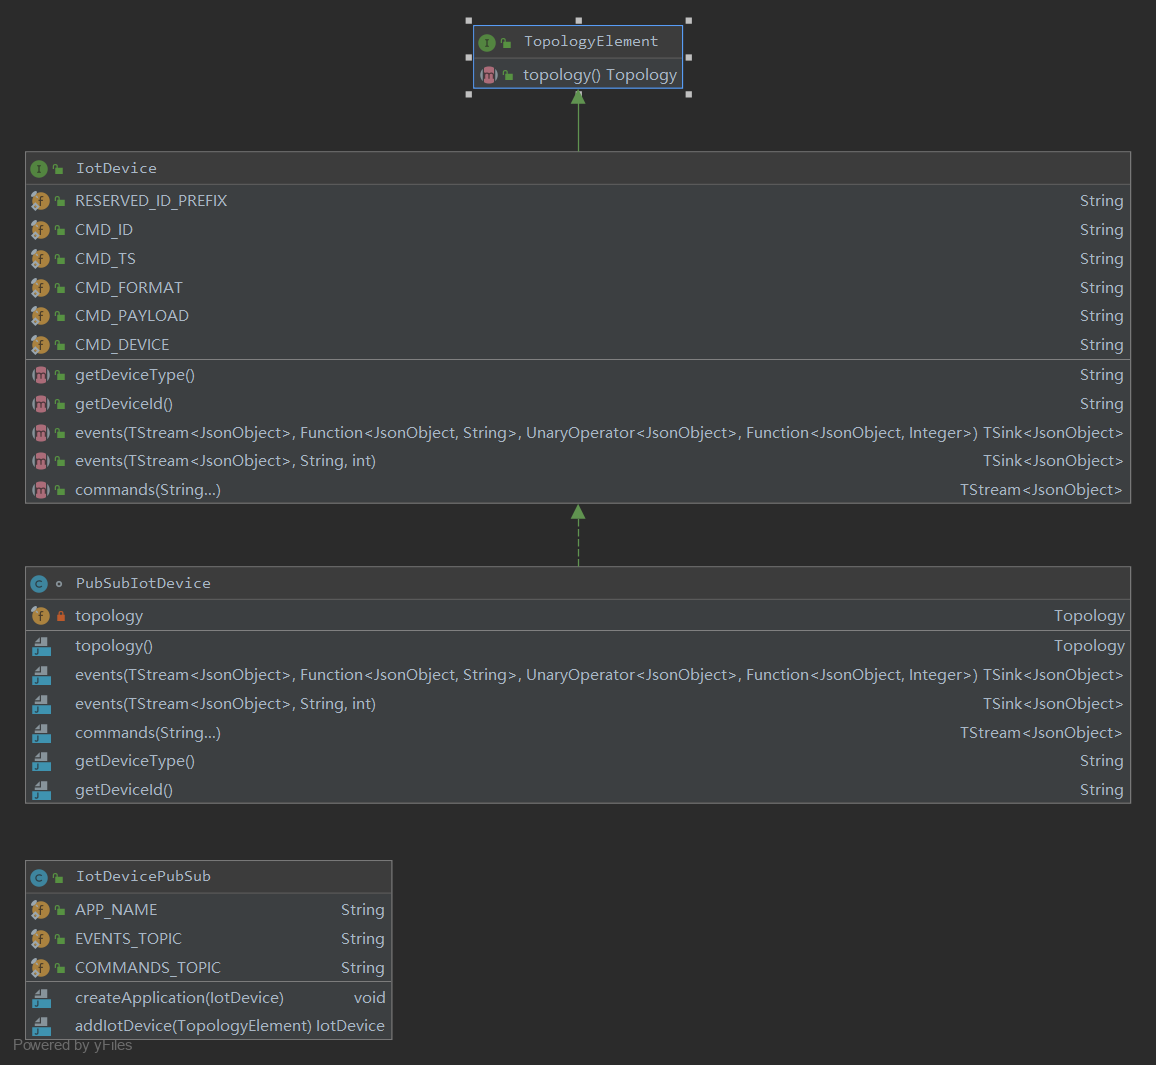 TopologyElement
topology() Topology
IotDevice
RESERVED_ID_PREFIX String
CMD_ID String
CMD_TS String
CMD_FORMAT String
CMD_PAYLOAD String
CMD_DEVICE String
getDeviceType() String
getDeviceId() String
events(TStream<JsonObject>, Function<JsonObject, String>, UnaryOperator<JsonObject>, Function<JsonObject, Integer>) TSink<JsonObject>
events(TStream<JsonObject>, String, int) TSink<JsonObject>
commands(String...) TStream<JsonObject>
PubSubIotDevice
topology Topology
topology() Topology
events(TStream<JsonObject>, Function<JsonObject, String>, UnaryOperator<JsonObject>, Function<JsonObject, Integer>) TSink<JsonObject>
events(TStream<JsonObject>, String, int) TSink<JsonObject>
commands(String...) TStream<JsonObject>
getDeviceType() String
getDeviceId() String
IotDevicePubSub
APP_NAME String
EVENTS_TOPIC String
COMMANDS_TOPIC String
createApplication(IotDevice) void
addIotDevice(TopologyElement) IotDevice
Powered by yFiles